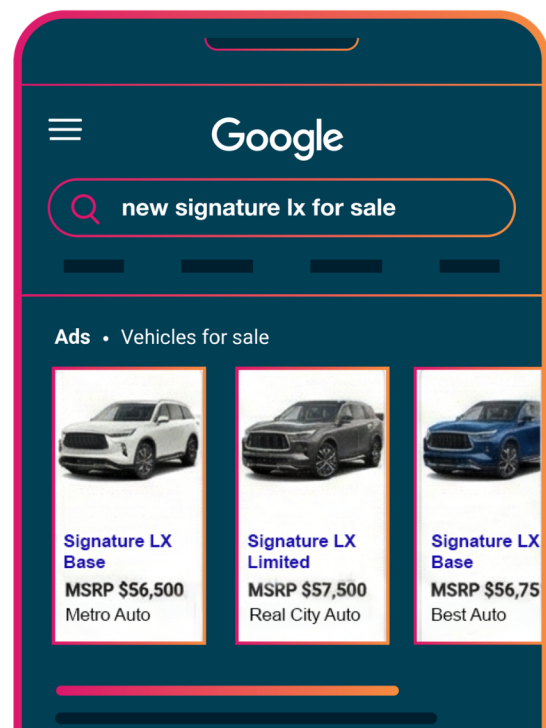 Google
new signature lx for sale
Ads • Vehicles for sale
Signature LX
Base
MSRP $56,500
Metro Auto
Signature LX
Limited
MSRP $57,500
Real City Auto
Signature LX
Base
MSRP $56,75
Best Auto